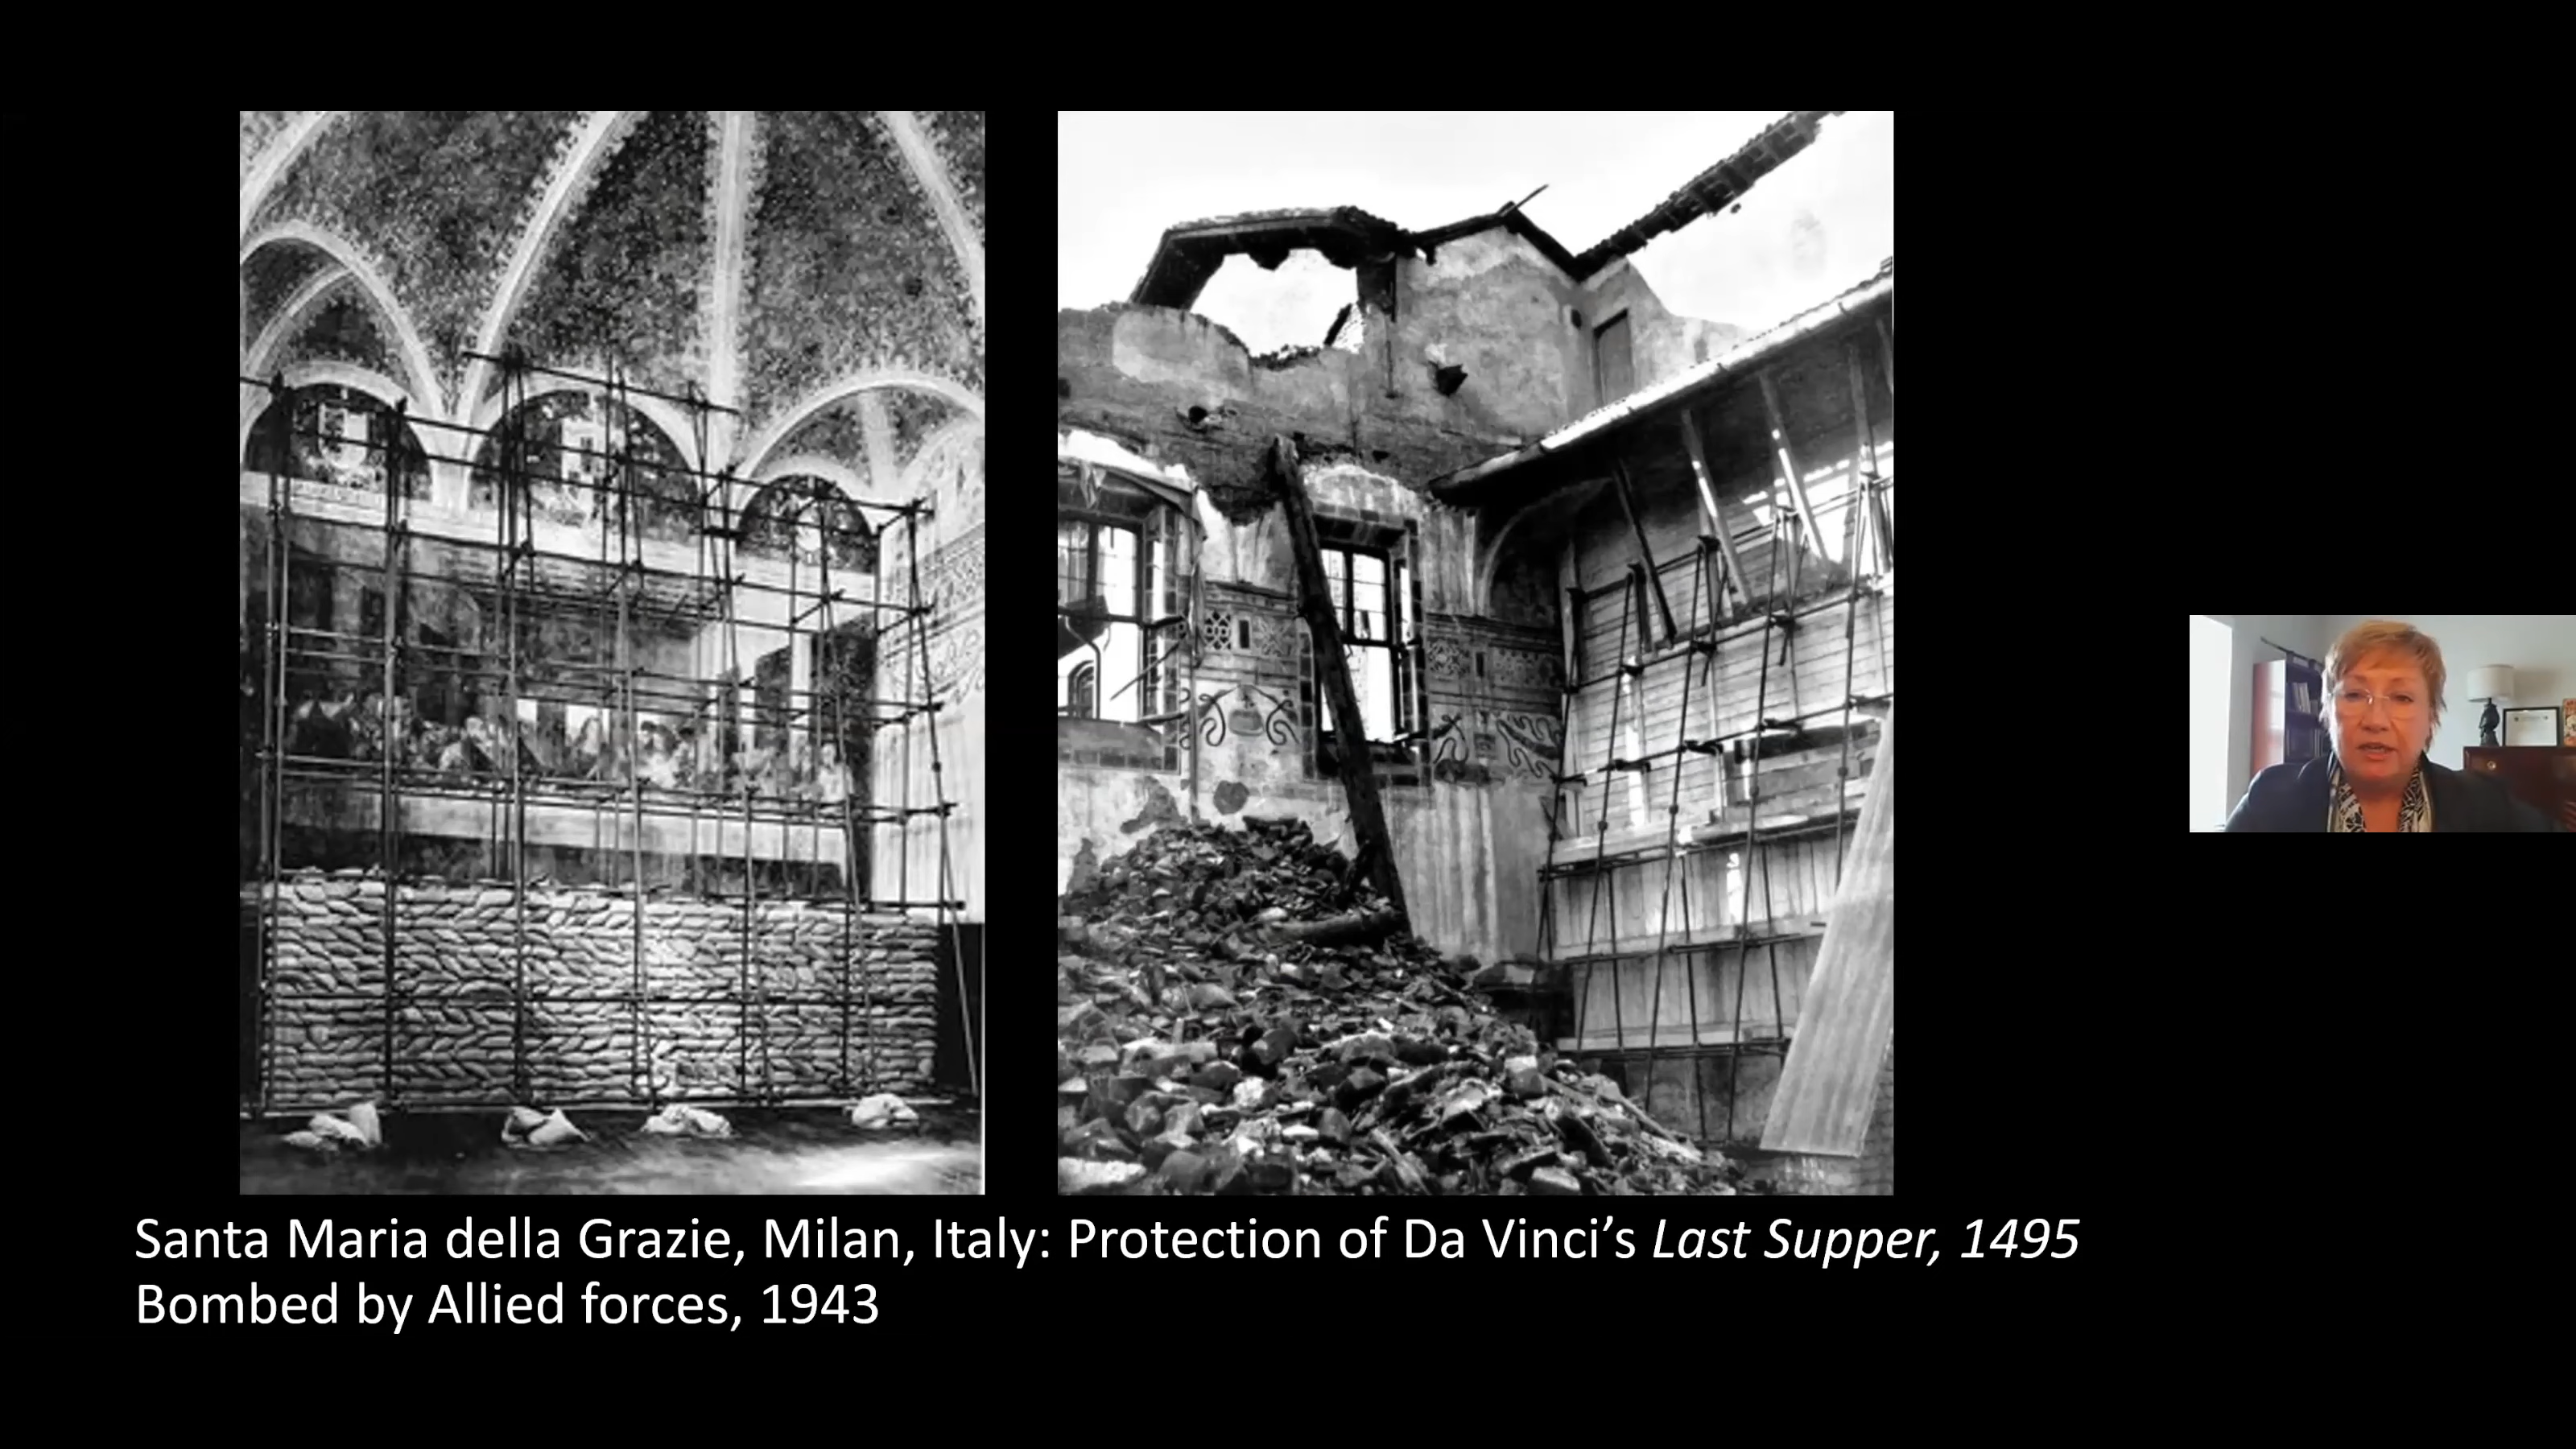 Santa Maria della Grazie, Milan, Italy: Protection of Da Vinci’s Last Supper, 1495
Bombed by Allied forces, 1943